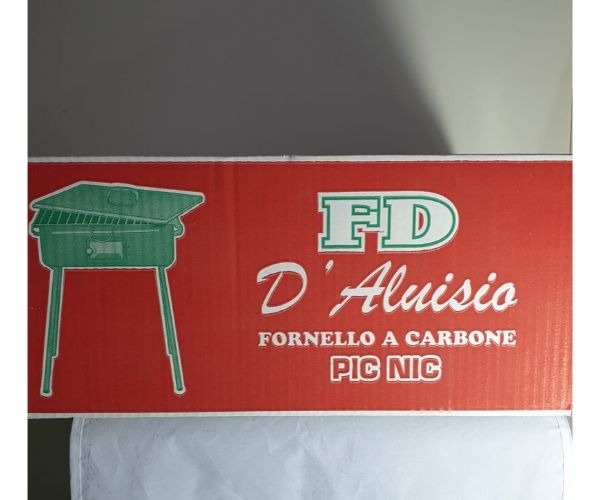 FD
D'Aluisio
FORNELLO A CARBONE
PIC NIC